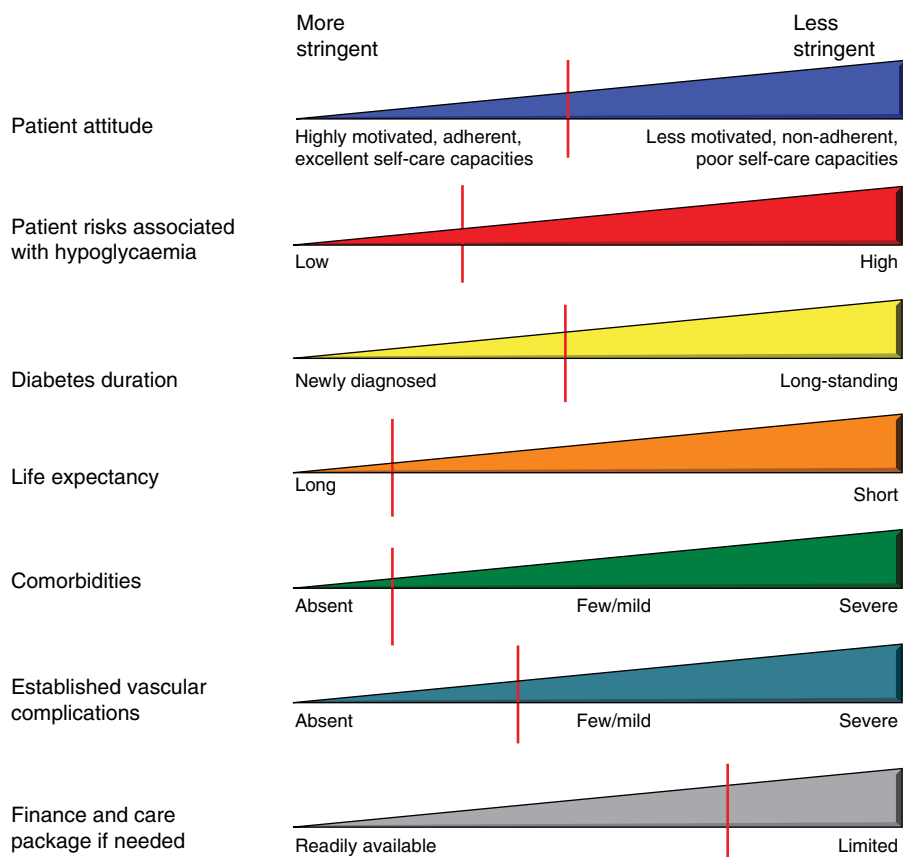 More
stringent
Less
stringent
Patient attitude
Highly motivated, adherent,
excellent self-care capacities
Less motivated, non-adherent,
poor self-care capacities
Patient risks associated
with hypoglycaemia
Low
High
Diabetes duration
Newly diagnosed
Long-standing
Life expectancy
Long
Short
Comorbidities
Absent
Few/mild
Severe
Established vascular
complications
Absent
Few/mild
Severe
Finance and care
package if needed
Readily available
Limited